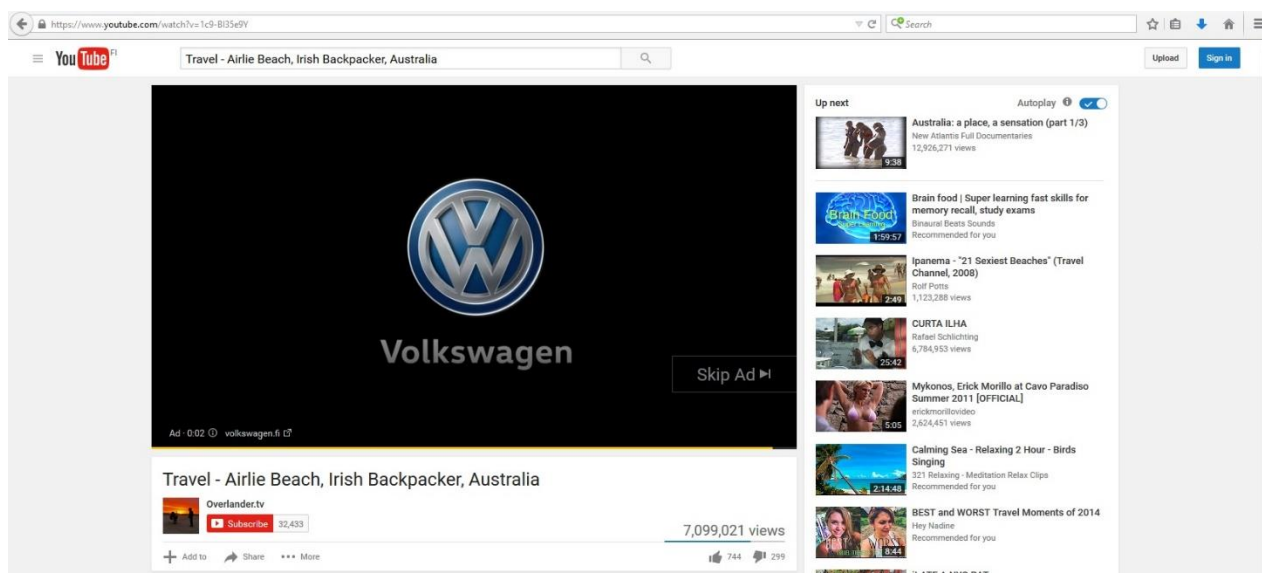 https://www.youtube.com/watch?v=1c9-BI35e9Y
Search
YouTube FI
Travel - Airlie Beach, Irish Backpacker, Australia
Upload
Sign in
Volkswagen
Skip Ad
Ad · 0:02 volkswagen.fi
Travel - Airlie Beach, Irish Backpacker, Australia
Overlander.tv
Subscribe 32,433
7,099,021 views
Add to Share More
744 299
Up next
Autoplay
Australia: a place, a sensation (part 1/3)
New Atlantis Full Documentaries
12,926,271 views
9:38
Brain food | Super learning fast skills for
memory recall, study exams
Binaural Beats Sounds
Recommended for you
Brain Food
1:59:57
Ipanema - "21 Sexiest Beaches" (Travel
Channel, 2008)
Rolf Potts
1,123,288 views
2:49
CURTA ILHA
Rafael Schlichting
6,784,953 views
25:42
Mykonos, Erick Morillo at Cavo Paradiso
Summer 2011 [OFFICIAL]
erickmorillovideo
2,624,451 views
5:05
Calming Sea - Relaxing 2 Hour - Birds
Singing
321 Relaxing - Meditation Relax Clips
Recommended for you
2:14:48
BEST and WORST Travel Moments of 2014
Hey Nadine
Recommended for you
8:44